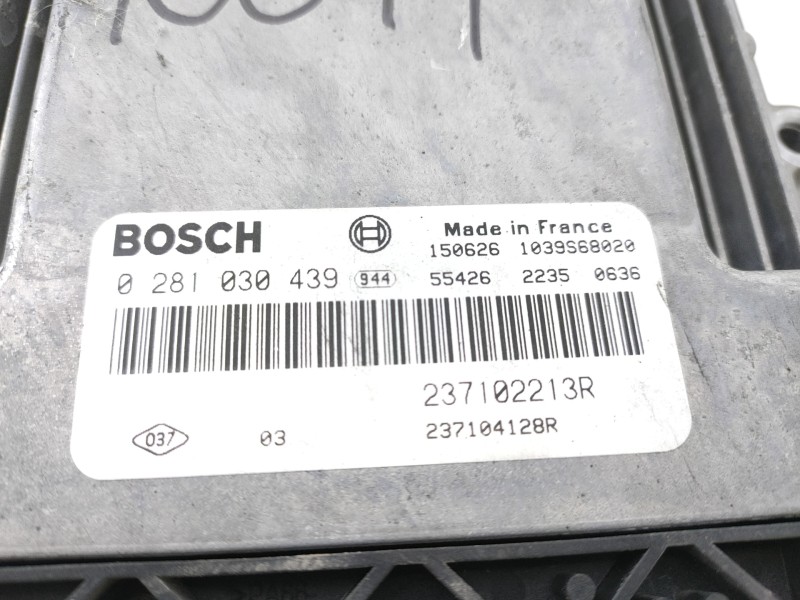 BOSCH
Made in France
150626 1039S68020
0 281 030 439 944 55426 2235 0636
237102213R
037 03 237104128R